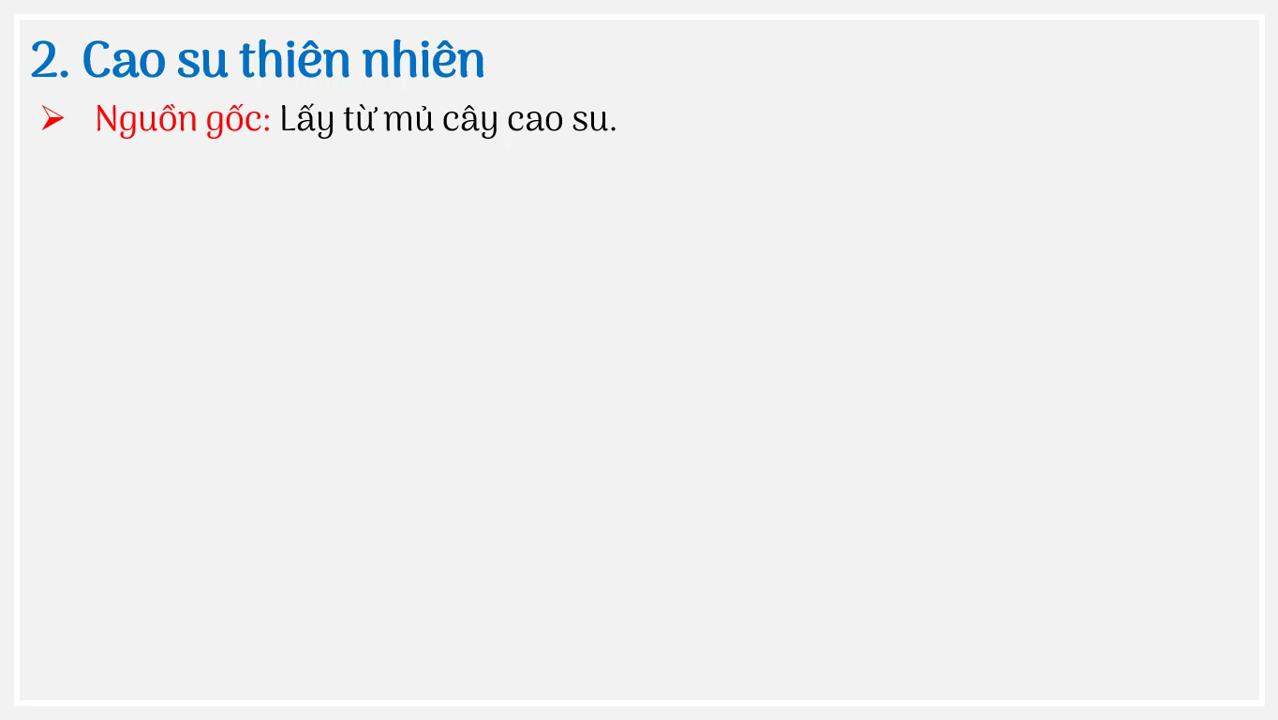 2. Cao su thiên nhiên
➢ Nguồn gốc: Lấy từ mủ cây cao su.